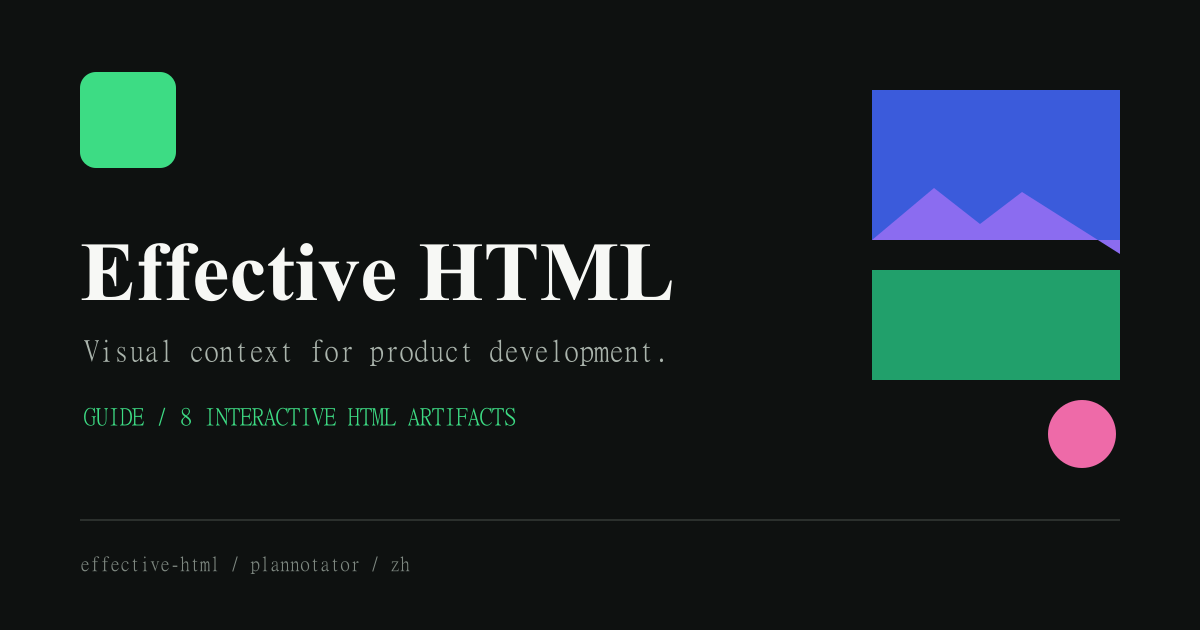 Effective HTML
Visual context for product development.
GUIDE / 8 INTERACTIVE HTML ARTIFACTS
effective-html / plannotator / zh